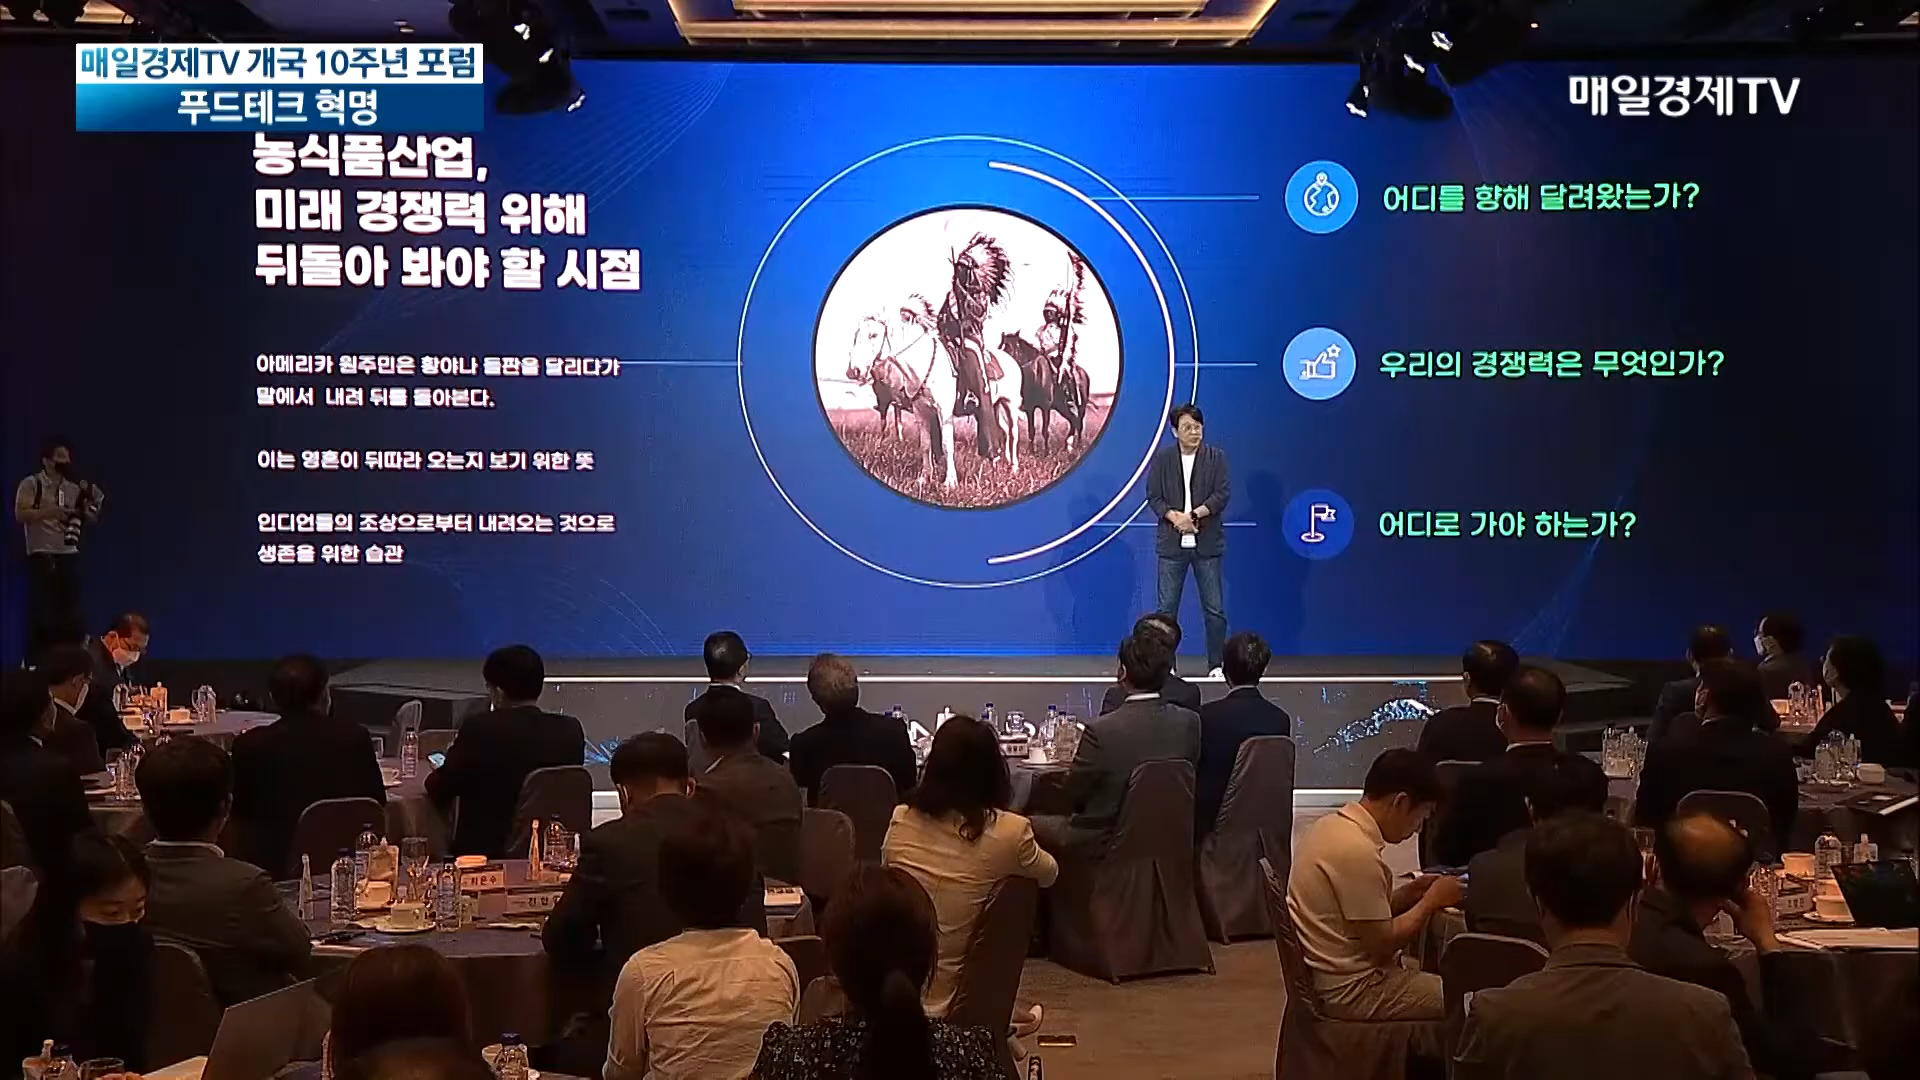 매일경제TV 개국 10주년 포럼
푸드테크 혁명
매일경제TV
농식품산업,
미래 경쟁력 위해
뒤돌아 봐야 할 시점
아메리카 원주민은 황야나 들판을 달리다가
말에서 내려 뒤를 돌아본다.
이는 영혼이 뒤따라 오는지 보기 위한 뜻
인디언들의 조상으로부터 내려오는 것으로
생존을 위한 습관
어디를 향해 달려왔는가?
우리의 경쟁력은 무엇인가?
어디로 가야 하는가?